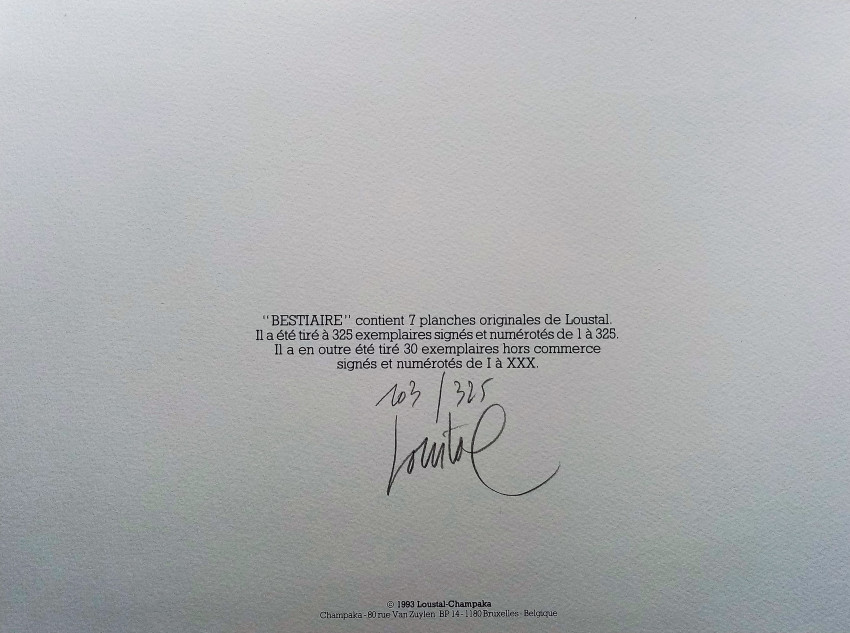 "BESTIAIRE" contient 7 planches originales de Loustal.
Il a été tiré à 325 exemplaires signés et numérotés de 1 à 325.
Il a en outre été tiré 30 exemplaires hors commerce
signés et numérotés de I à XXX.
103/325
Loustal
© 1993 Loustal-Champaka
Champaka - 80 rue Van Zuylen BP 14 - 1180 Bruxelles - Belgique